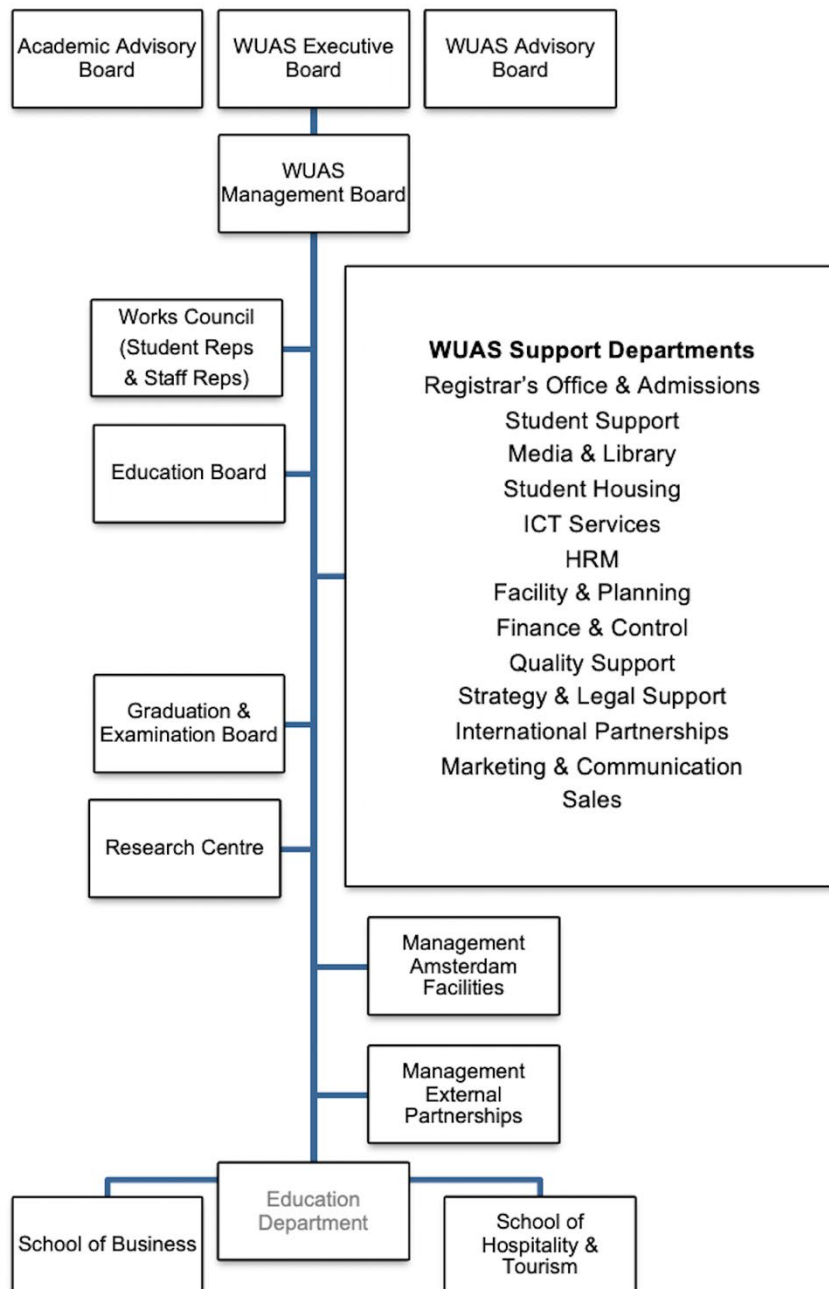 Academic Advisory
Board
WUAS Executive
Board
WUAS Advisory
Board
WUAS
Management Board
Works Council
(Student Reps
& Staff Reps)
Education Board
WUAS Support Departments
Registrar's Office & Admissions
Student Support
Media & Library
Student Housing
ICT Services
HRM
Facility & Planning
Finance & Control
Quality Support
Strategy & Legal Support
International Partnerships
Marketing & Communication
Sales
Graduation &
Examination Board
Research Centre
Management
Amsterdam
Facilities
Management
External
Partnerships
Education
Department
School of Business
School of
Hospitality &
Tourism